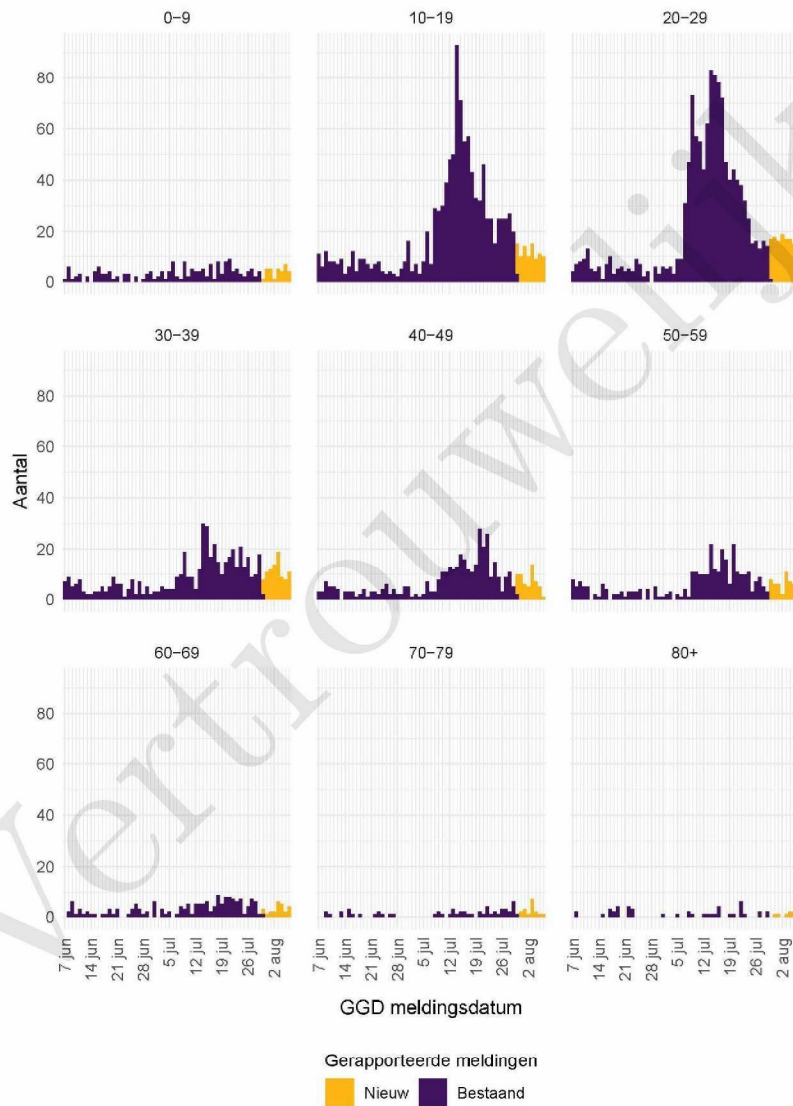 0-9 10-19 20-29
80
60
40
20
0
30-39 40-49 50-59
80
60
40
20
0
60-69 70-79 80+
80
60
40
20
0
Aantal
7 jun 14 jun 21 jun 28 jun 5 jul 12 jul 19 jul 26 jul 2 aug
7 jun 14 jun 21 jun 28 jun 5 jul 12 jul 19 jul 26 jul 2 aug
7 jun 14 jun 21 jun 28 jun 5 jul 12 jul 19 jul 26 jul 2 aug
GGD meldingsdatum
Gerapporteerde meldingen
Nieuw Bestaand
Vertrouwelijk